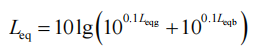 L_eq = 10 lg(10^{0.1L_eqg} + 10^{0.1L_eqb})